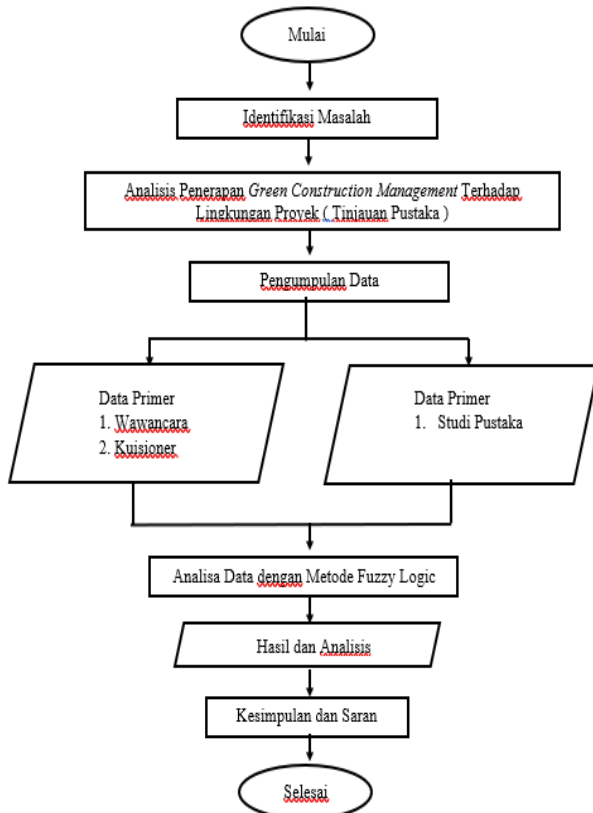 Mulai
Identifikasi Masalah
Analisis Penerapan Green Construction Management Terhadap
Lingkungan Proyek ( Tinjauan Pustaka )
Pengumpulan Data
Data Primer
1. Wawancara
2. Kuisioner
Data Primer
1. Studi Pustaka
Analisa Data dengan Metode Fuzzy Logic
Hasil dan Analisis
Kesimpulan dan Saran
Selesai